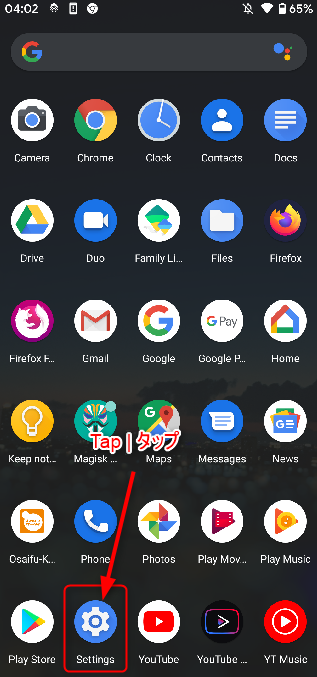 04:02
65%
Camera
Chrome
Clock
Contacts
Docs
Drive
Duo
Family Li...
Files
Firefox
G Pay
Firefox F...
Gmail
Google
Google P...
Home
Tap | タップ
Keep not...
Magisk ...
Maps
Messages
News
Osaifu-K...
Phone
Photos
Play Mov...
Play Music
Play Store
Settings
YouTube
YouTube ...
YT Music